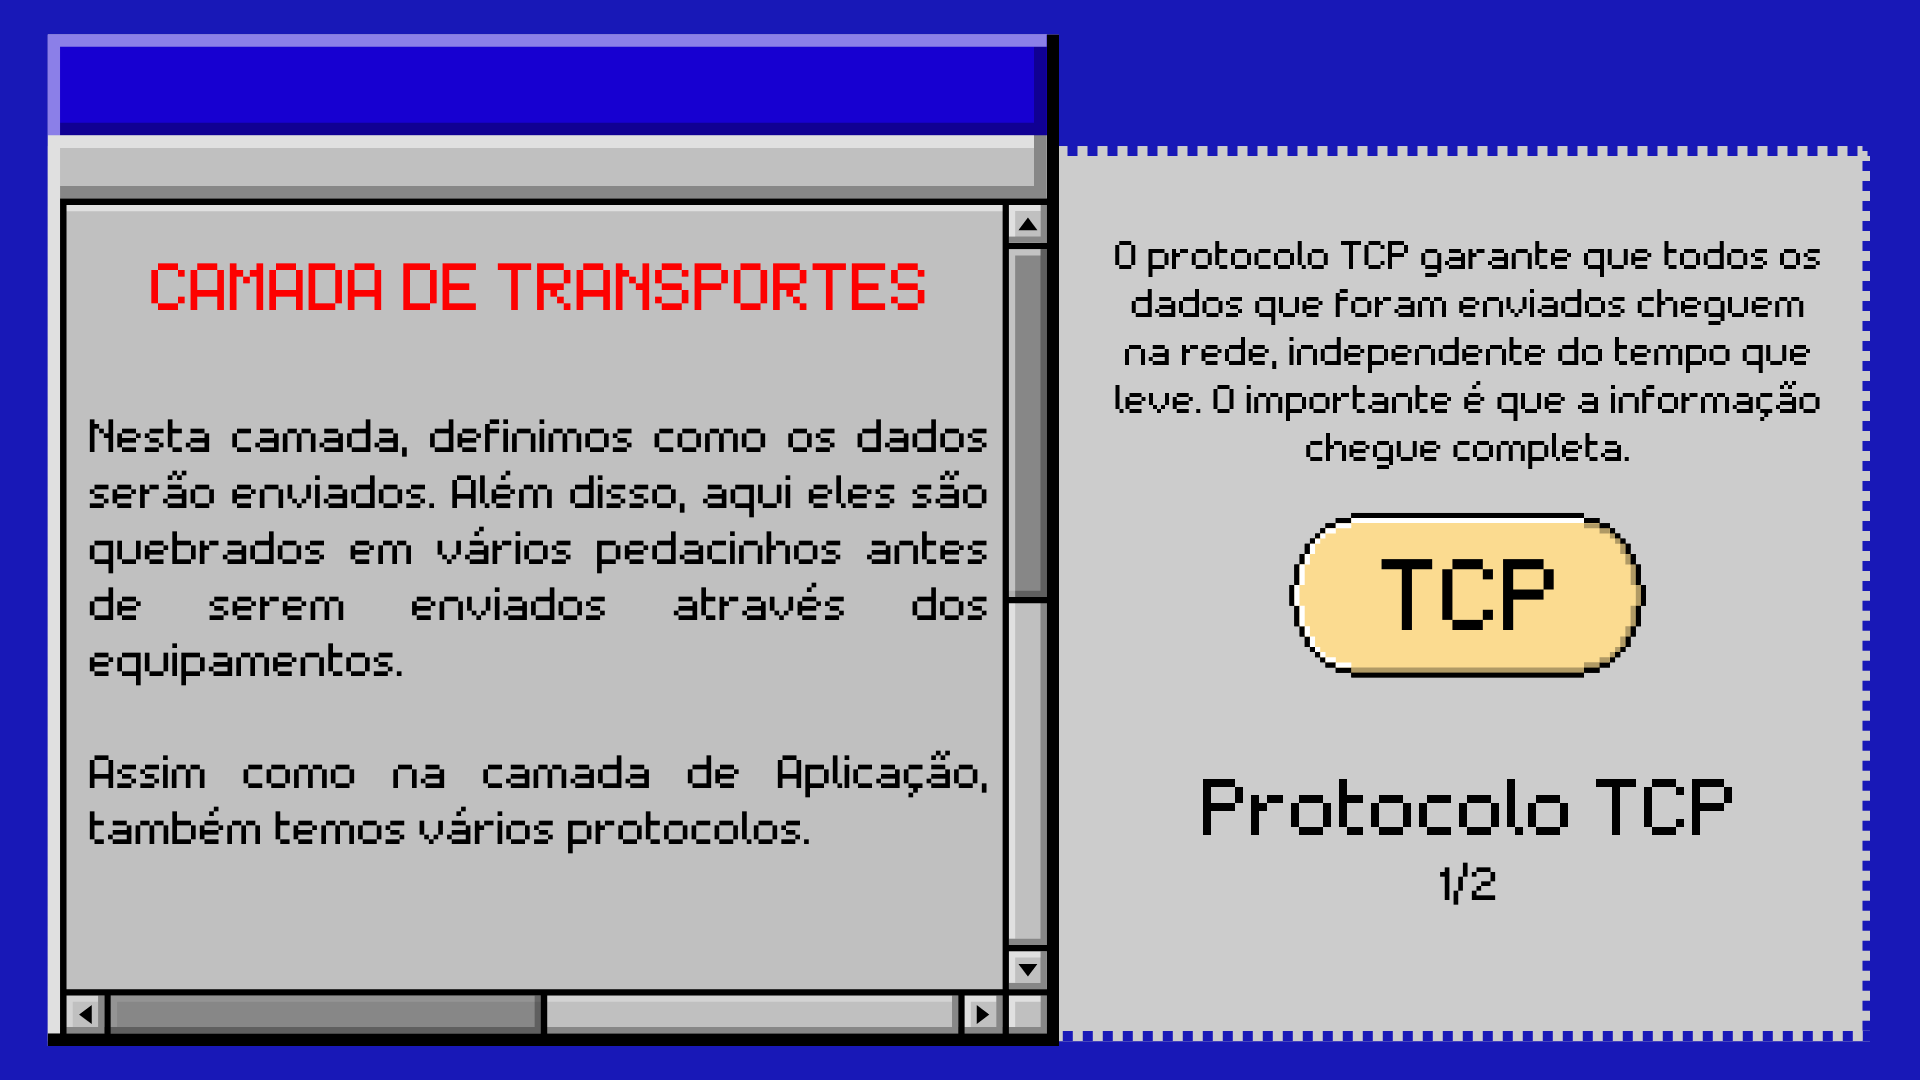 CAMADA DE TRANSPORTES
Nesta camada, definimos como os dados
serão enviados. Além disso, aqui eles são
quebrados em vários pedacinhos antes
de serem enviados através dos
equipamentos.
Assim como na camada de Aplicação,
também temos vários protocolos.
O protocolo TCP garante que todos os
dados que foram enviados cheguem
na rede, independente do tempo que
leve. O importante é que a informação
chegue completa.
TCP
Protocolo TCP
1/2